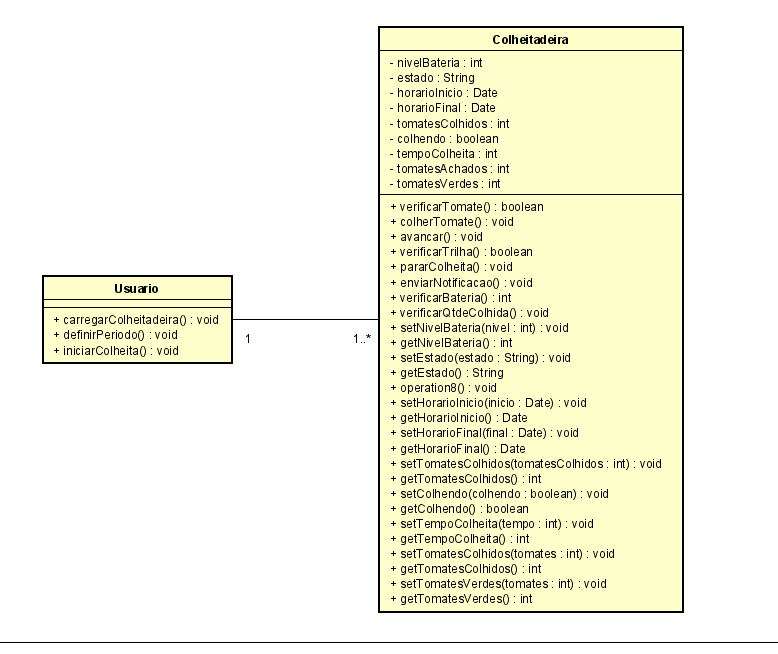 Colheitadeira
- nivelBateria : int
- estado : String
- horarioInicio : Date
- horarioFinal : Date
- tomatesColhidos : int
- colhendo : boolean
- tempoColheita : int
- tomatesAchados : int
- tomatesVerdes : int
+ verificarTomate() : boolean
+ colherTomate() : void
+ avancar() : void
+ verificarTrilha() : boolean
+ pararColheita() : void
+ enviarNotificacao() : void
+ verificarBateria() : int
+ verificarQtdeColhida() : void
+ setNivelBateria(nivel : int) : void
+ getNivelBateria() : int
+ setEstado(estado : String) : void
+ getEstado() : String
+ operation8() : void
+ setHorarioInicio(inicio : Date) : void
+ getHorarioInicio() : Date
+ setHorarioFinal(final : Date) : void
+ getHorarioFinal() : Date
+ setTomatesColhidos(tomatesColhidos : int) : void
+ getTomatesColhidos() : int
+ setColhendo(colhendo : boolean) : void
+ getColhendo() : boolean
+ setTempoColheita(tempo : int) : void
+ getTempoColheita() : int
+ setTomatesColhidos(tomates : int) : void
+ getTomatesColhidos() : int
+ setTomatesVerdes(tomates : int) : void
+ getTomatesVerdes() : int
Usuario
+ carregarColheitadeira() : void
+ definirPeriodo() : void
+ iniciarColheita() : void
1
1..*